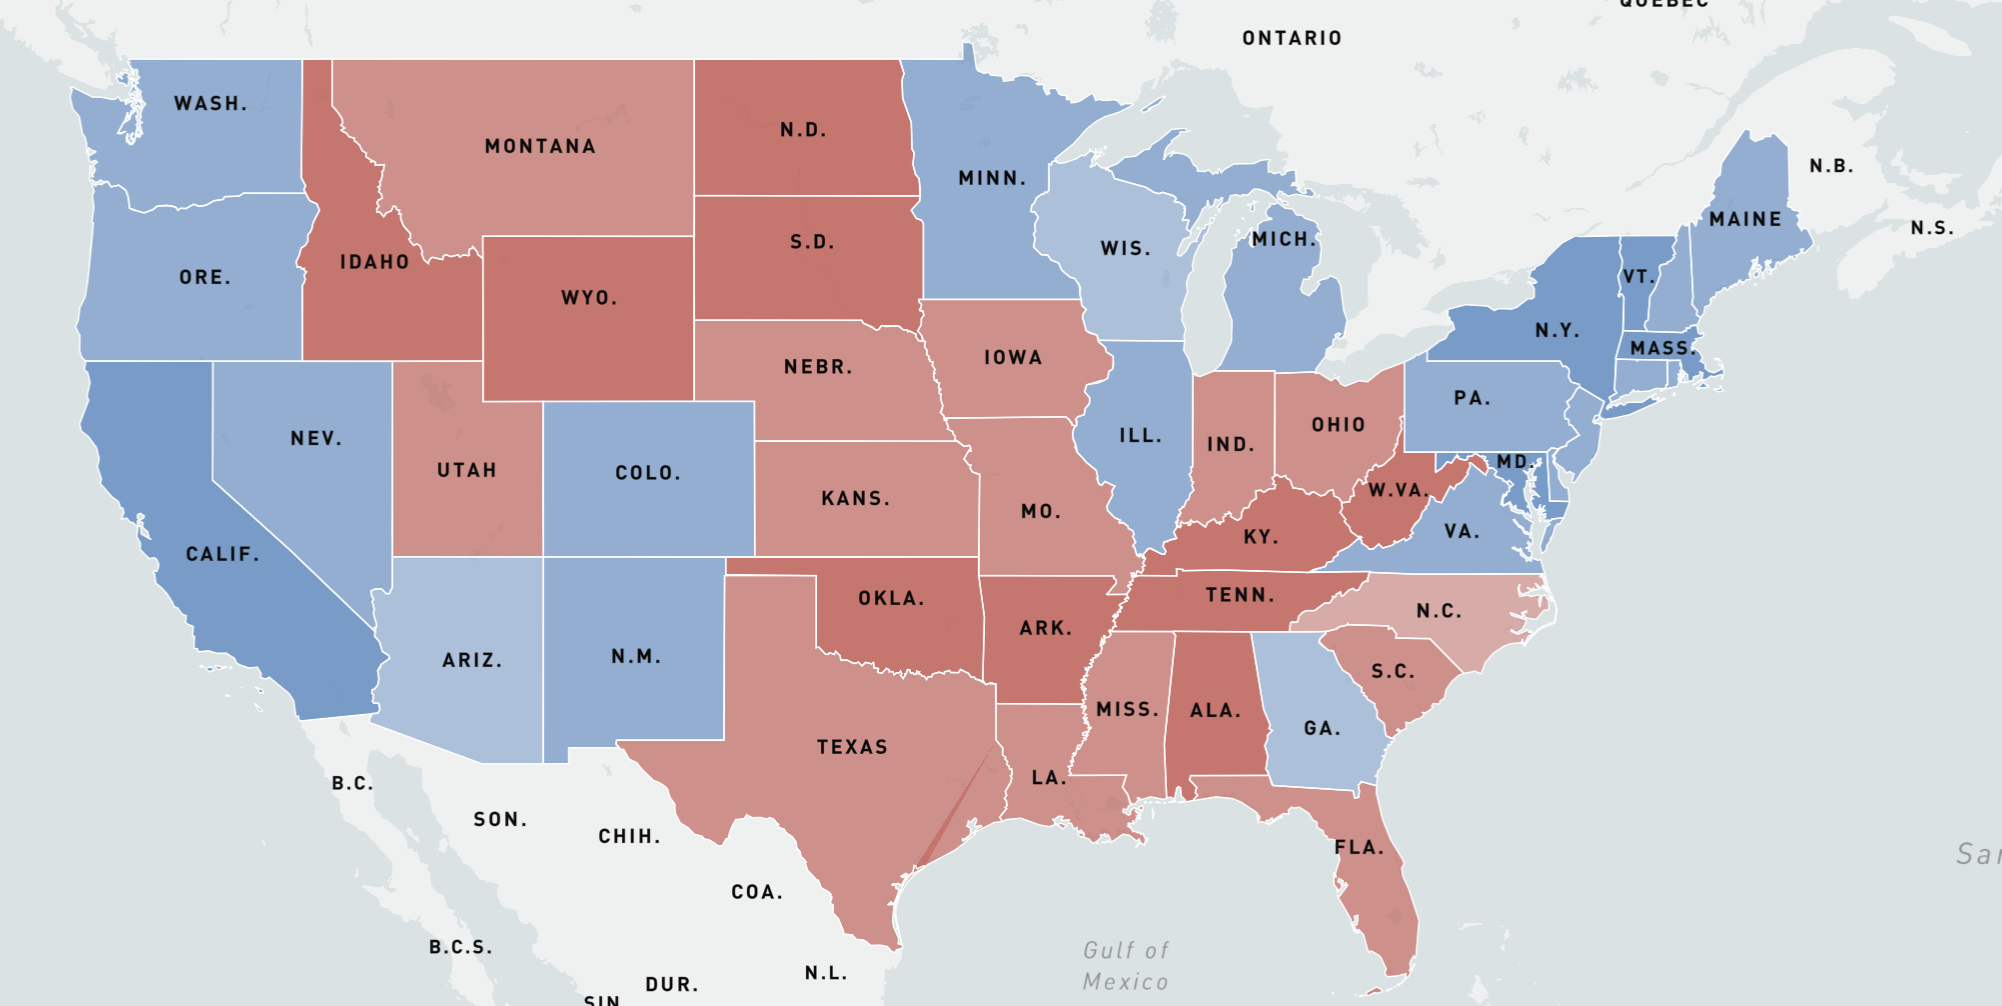 QUEBEC
ONTARIO
WASH.
MONTANA
N.D.
MINN.
N.B.
MAINE
N.S.
ORE.
IDAHO
WYO.
S.D.
WIS.
MICH.
VT.
N.Y.
MASS.
NEBR.
IOWA
PA.
NEV.
UTAH
COLO.
KANS.
MO.
ILL.
IND.
OHIO
MD.
W.VA.
VA.
CALIF.
KY.
OKLA.
TENN.
N.C.
ARK.
ARIZ.
N.M.
S.C.
MISS.
ALA.
GA.
TEXAS
LA.
B.C.
SON.
CHIH.
FLA.
COA.
B.C.S.
Gulf of
Mexico
N.L.
DUR.
SIN